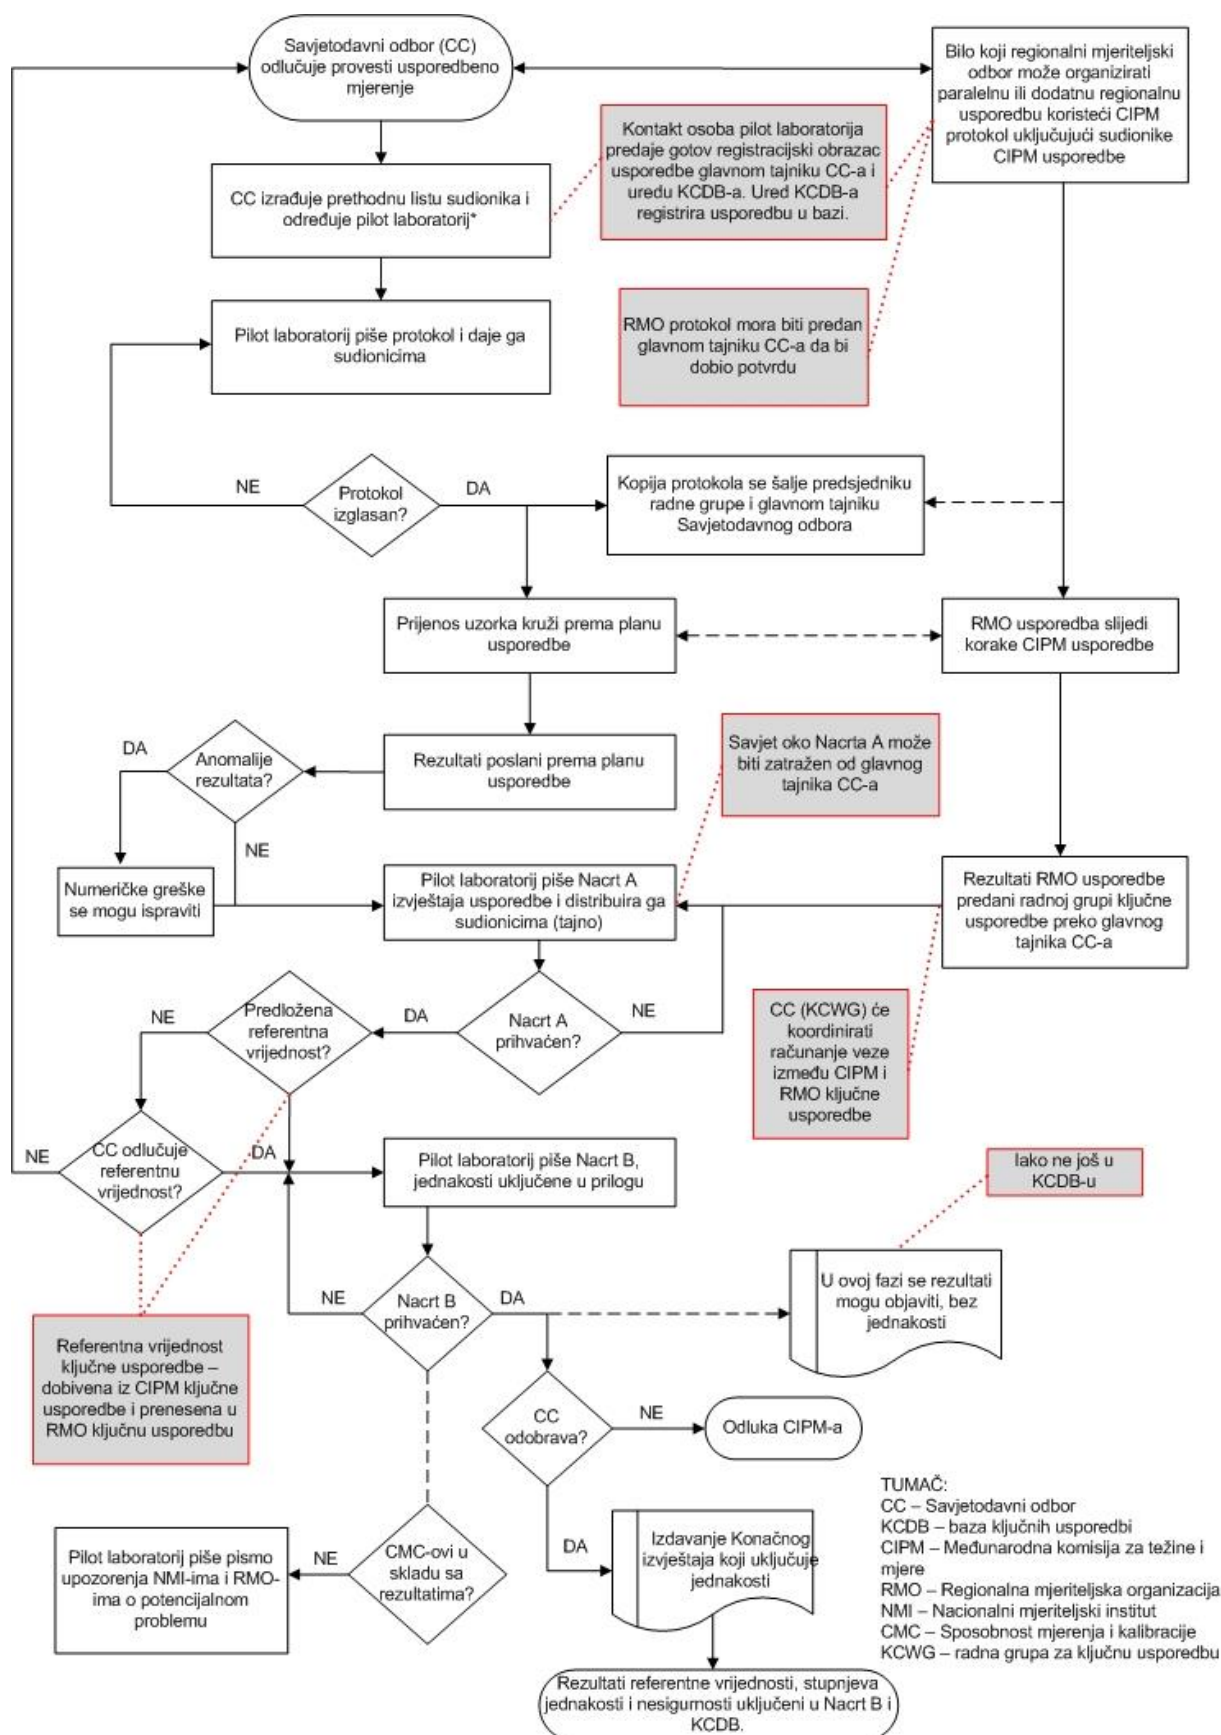 Savjetodavni odbor (CC)
odlučuje provesti usporedbeno
mjerenje
Bilo koji regionalni mjeriteljski
odbor može organizirati
paralelnu ili dodatnu regionalnu
usporedbu koristeći CIPM
protokol uključujući sudionike
CIPM usporedbe
Kontakt osoba pilot laboratorija
predaje gotov registracijski obrazac
usporedbe glavnom tajniku CC-a i
uredu KCDB-a. Ured KCDB-a
registrira usporedbu u bazi.
CC izrađuje prethodnu listu sudionika i
određuje pilot laboratorij*
Pilot laboratorij piše protokol i daje ga
sudionicima
RMO protokol mora biti predan
glavnom tajniku CC-a da bi
dobio potvrdu
NE
Protokol
izglasan?
DA
Kopija protokola se šalje predsjedniku
radne grupe i glavnom tajniku
Savjetodavnog odbora
Prijenos uzorka kruži prema planu
usporedbe
RMO usporedba slijedi
korake CIPM usporedbe
DA
Anomalije
rezultata?
Rezultati poslani prema planu
usporedbe
Savjet oko Nacrta A može
biti zatražen od glavnog
tajnika CC-a
NE
Numeričke greške
se mogu ispraviti
Pilot laboratorij piše Nacrt A
izvještaja usporedbe i distribuira ga
sudionicima (tajno)
Rezultati RMO usporedbe
predani radnoj grupi ključne
usporedbe preko glavnog
tajnika CC-a
NE
Predložena
referentna
vrijednost?
DA
Nacrt A
prihvaćen?
NE
CC (KCWG) će
koordinirati
računanje veze
između CIPM i
RMO ključne
usporedbe
NE
CC odlučuje
referentnu
vrijednost?
DA
Pilot laboratorij piše Nacrt B,
jednakosti uključene u prilogu
Iako ne još u
KCDB-u
NE
Nacrt B
prihvaćen?
DA
U ovoj fazi se rezultati
mogu objaviti, bez
jednakosti
Referentna vrijednost
ključne usporedbe –
dobivena iz CIPM ključne
usporedbe i prenesena u
RMO ključnu usporedbu
CC
odobrava?
NE
Odluka CIPM-a
DA
Izdavanje Konačnog
izvještaja koji uključuje
jednakosti
Pilot laboratorij piše pismo
upozorenja NMI-ima i RMO-
ima o potencijalnom
problemu
NE
CMC-ovi u
skladu sa
rezultatima?
Rezultati referentne vrijednosti, stupnjeva
jednakosti i nesigurnosti uključeni u Nacrt B i
KCDB.
TUMAČ:
CC – Savjetodavni odbor
KCDB – baza ključnih usporedbi
CIPM – Međunarodna komisija za težine i
mjere
RMO – Regionalna mjeriteljska organizacija
NMI – Nacionalni mjeriteljski institut
CMC – Sposobnost mjerenja i kalibracije
KCWG – radna grupa za ključnu usporedbu